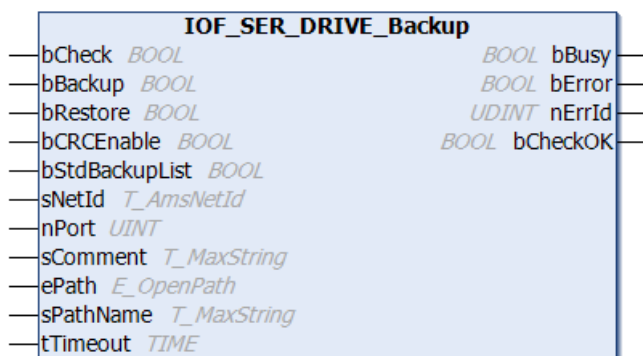 IOF_SER_DRIVE_Backup
bCheck BOOL BOOL bBusy
bBackup BOOL BOOL bError
bRestore BOOL UDINT nErrId
bCRCEnable BOOL BOOL bCheckOK
bStdBackupList BOOL
sNetId T_AmsNetId
nPort UINT
sComment T_MaxString
ePath E_OpenPath
sPathName T_MaxString
tTimeout TIME